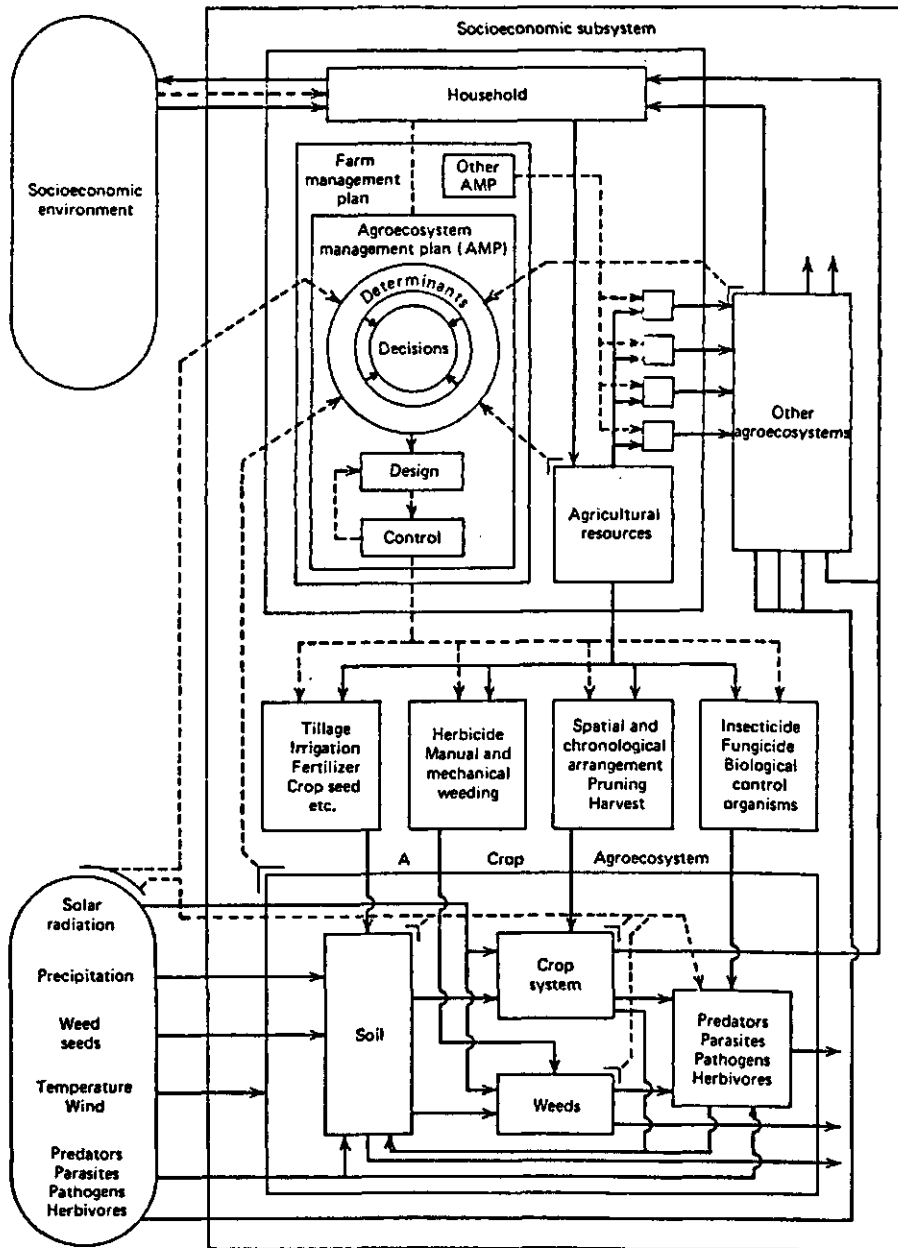 Socioeconomic subsystem
Household
Socioeconomic
environment
Farm
management
plan
Other
AMP
Agroecosystem
management plan (AMP)
Determinants
Decisions
Design
Control
Agricultural
resources
Other
agroecosystems
Tillage
Irrigation
Fertilizer
Crop seed
etc.
Herbicide
Manual and
mechanical
weeding
Spatial and
chronological
arrangement
Pruning
Harvest
Insecticide
Fungicide
Biological
control
organisms
A Crop Agroecosystem
Solar
radiation
Precipitation
Weed
seeds
Temperature
Wind
Predators
Parasites
Pathogens
Herbivores
Soil
Crop
system
Weeds
Predators
Parasites
Pathogens
Herbivores